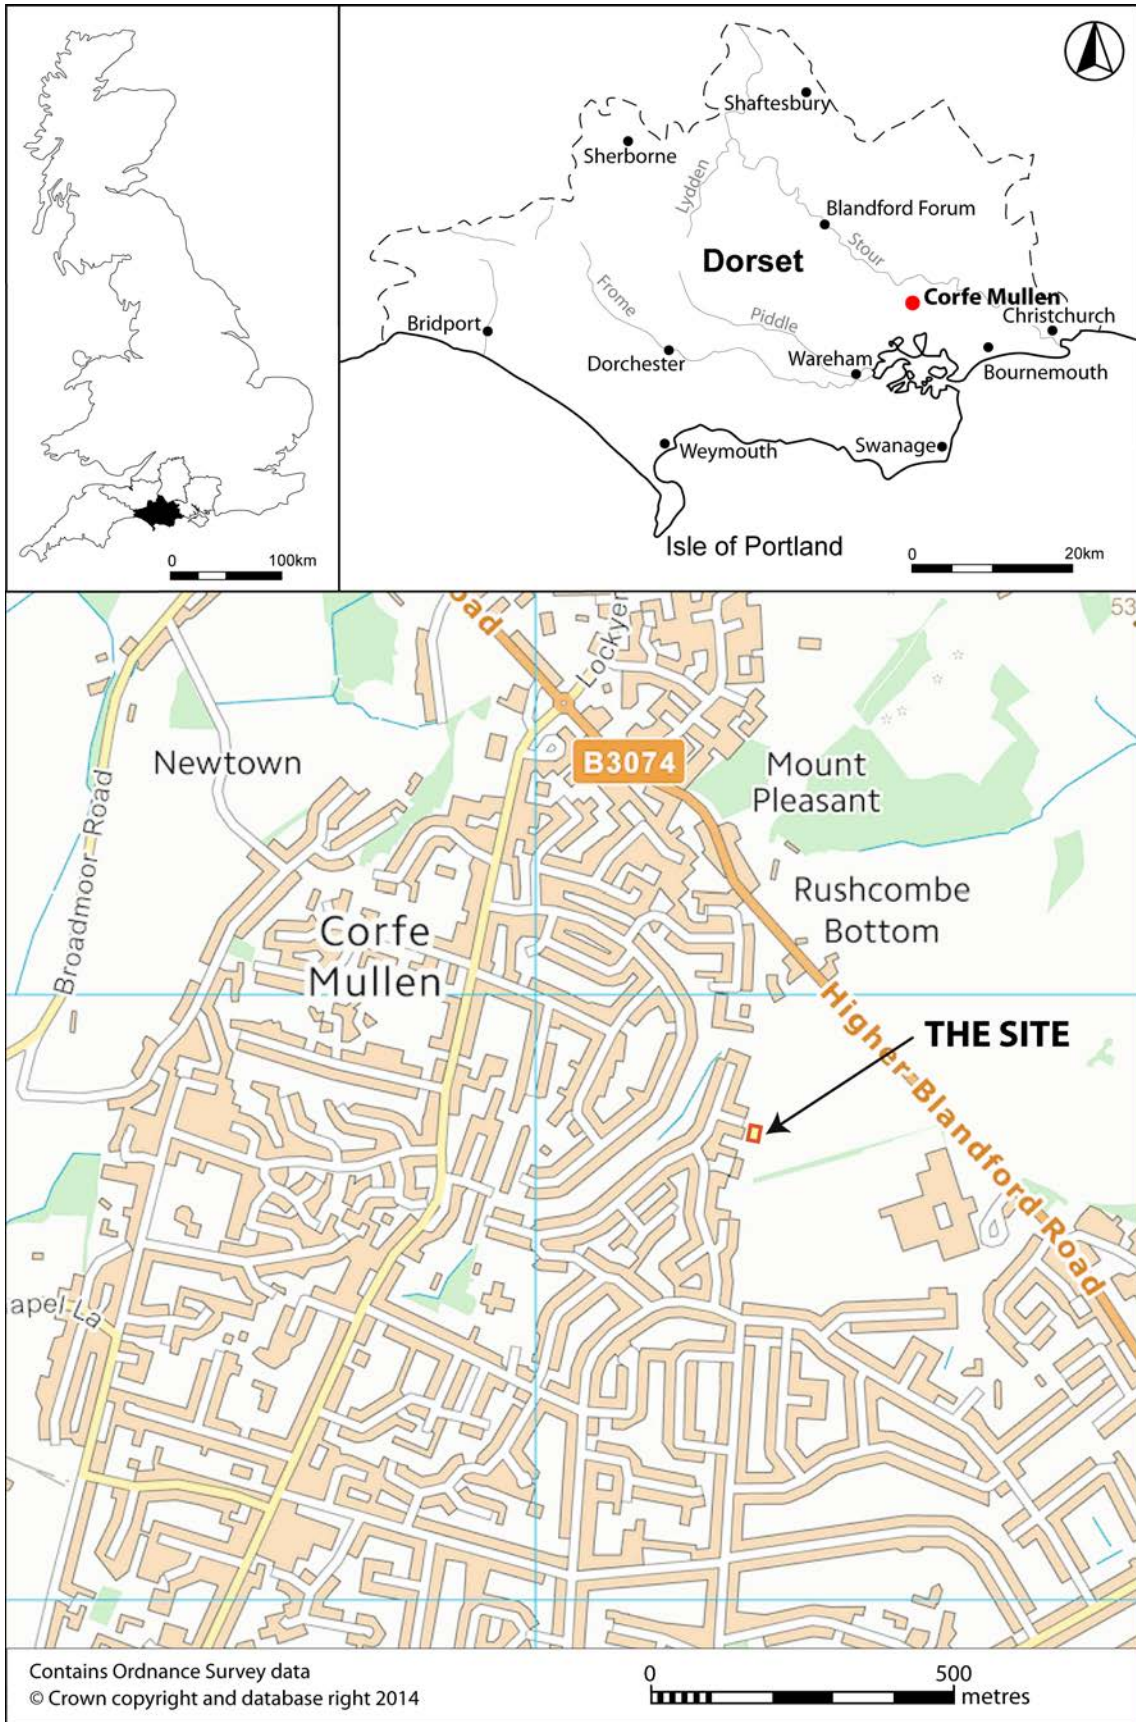 0
100km
Shaftesbury
Sherborne
Lydden
Blandford Forum
Stour
Dorset
Corfe Mullen
Christchurch
Frome
Piddle
Bridport
Dorchester
Wareham
Bournemouth
Weymouth
Swanage
Isle of Portland
0
20km
oad
Lockyer
53
Newtown
B3074
Mount
Pleasant
Broadmoor Road
Rushcombe
Bottom
Corfe
Mullen
Higher Blandford Road
THE SITE
apel La
Contains Ordnance Survey data
© Crown copyright and database right 2014
0
500
metres